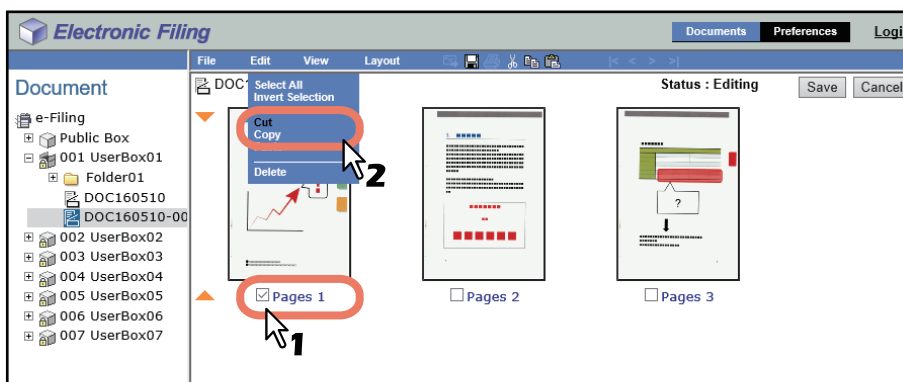 Electronic Filing
Documents Preferences Logi
File Edit View Layout
|< < > >|
Document
DOC1
Status : Editing
Save Cancel
Select All
Invert Selection
Cut
Copy
Delete
e-Filing
Public Box
001 UserBox01
Folder01
DOC160510
DOC160510-00
002 UserBox02
003 UserBox03
004 UserBox04
005 UserBox05
006 UserBox06
007 UserBox07
2
?
Pages 1
Pages 2
Pages 3
1